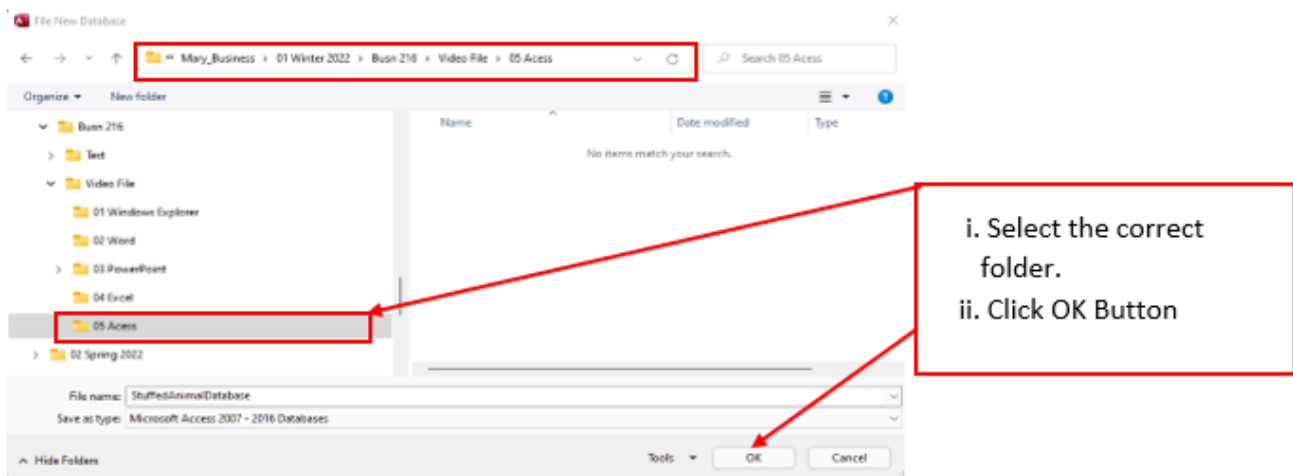 File New Database
Mary_Business > 01 Winter 2022 > Busn 216 > Video File > 05 Acess
Search 05 Acess
Organize
New folder
Name
Date modified
Type
No items match your search.
Busn 216
Test
Video File
01 Windows Explorer
02 Word
03 PowerPoint
04 Excel
05 Acess
02 Spring 2022
i. Select the correct
folder.
ii. Click OK Button
File name: StuffedAnimalDatabase
Save as type: Microsoft Access 2007 - 2016 Databases
Hide Folders
Tools
OK
Cancel